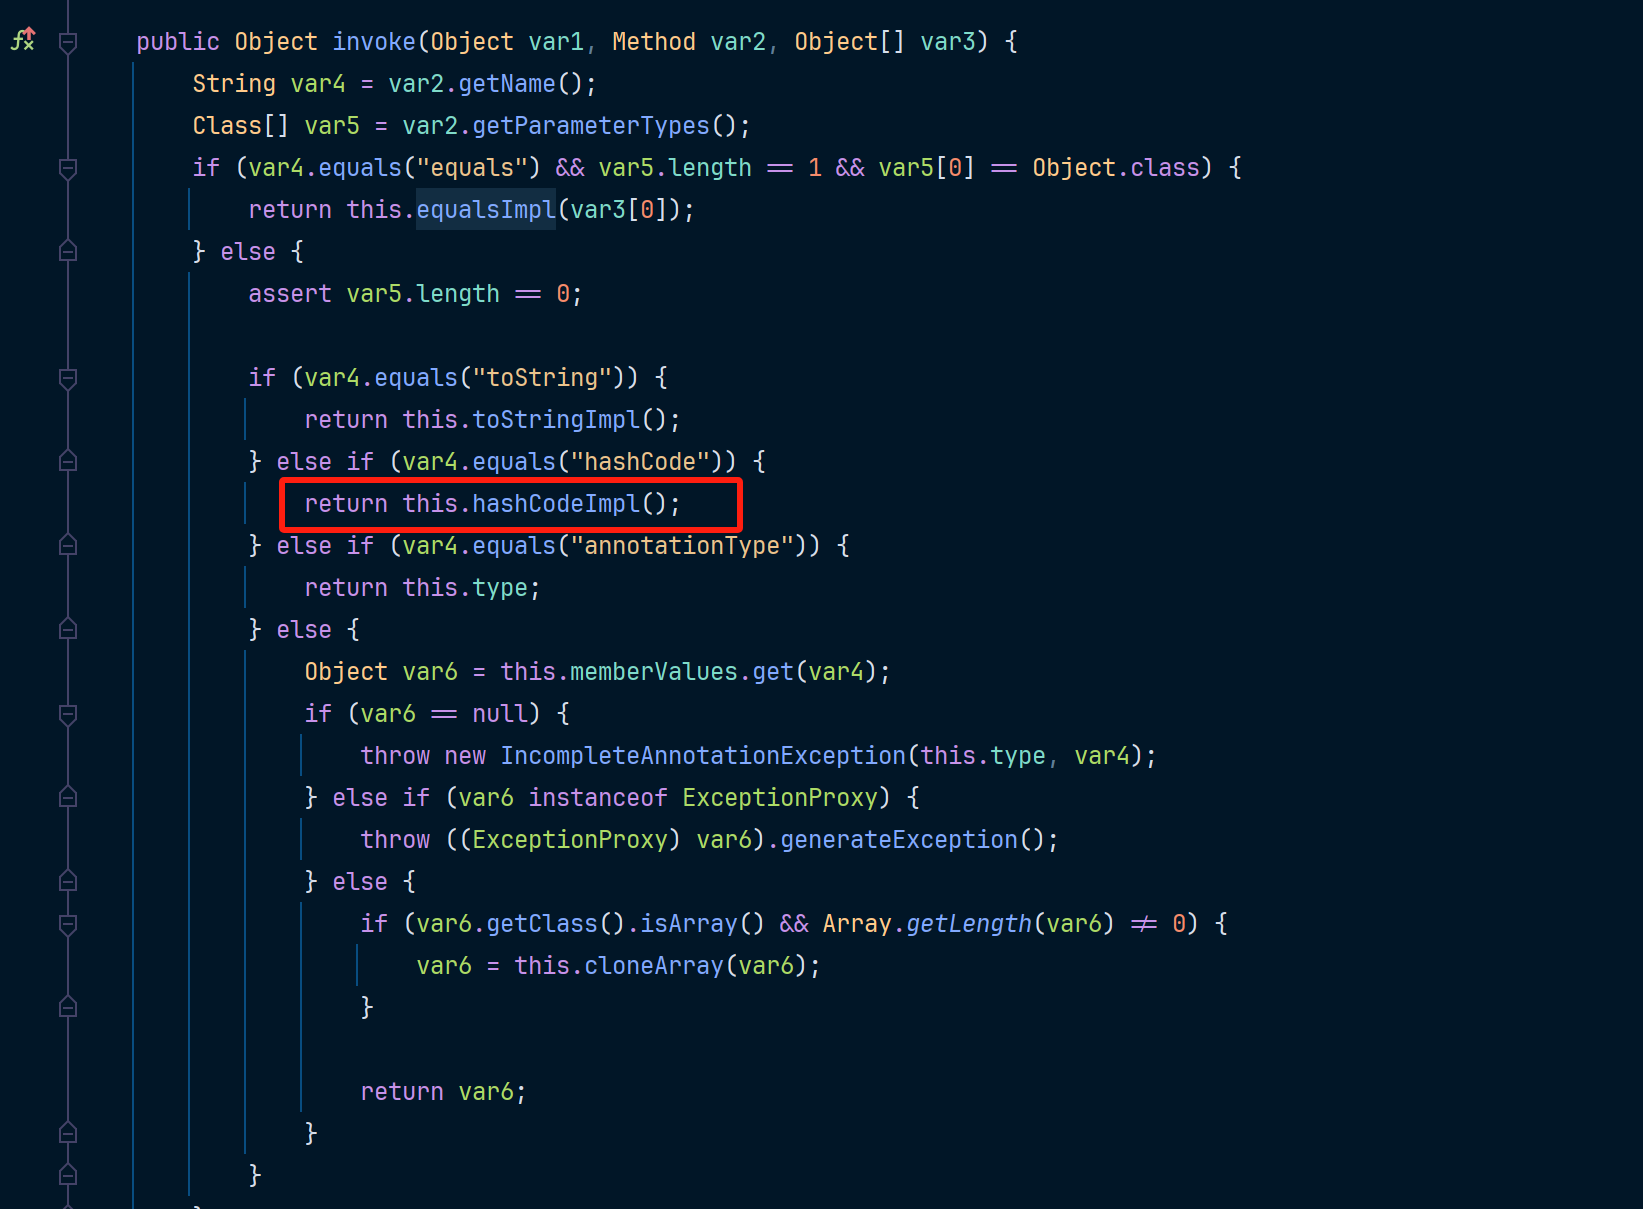 public Object invoke(Object var1, Method var2, Object[] var3) {
String var4 = var2.getName();
Class[] var5 = var2.getParameterTypes();
if (var4.equals("equals") && var5.length == 1 && var5[0] == Object.class) {
return this.equalsImpl(var3[0]);
} else {
assert var5.length == 0;
if (var4.equals("toString")) {
return this.toStringImpl();
} else if (var4.equals("hashCode")) {
return this.hashCodeImpl();
} else if (var4.equals("annotationType")) {
return this.type;
} else {
Object var6 = this.memberValues.get(var4);
if (var6 == null) {
throw new IncompleteAnnotationException(this.type, var4);
} else if (var6 instanceof ExceptionProxy) {
throw ((ExceptionProxy) var6).generateException();
} else {
if (var6.getClass().isArray() && Array.getLength(var6) != 0) {
var6 = this.cloneArray(var6);
}
return var6;
}
}